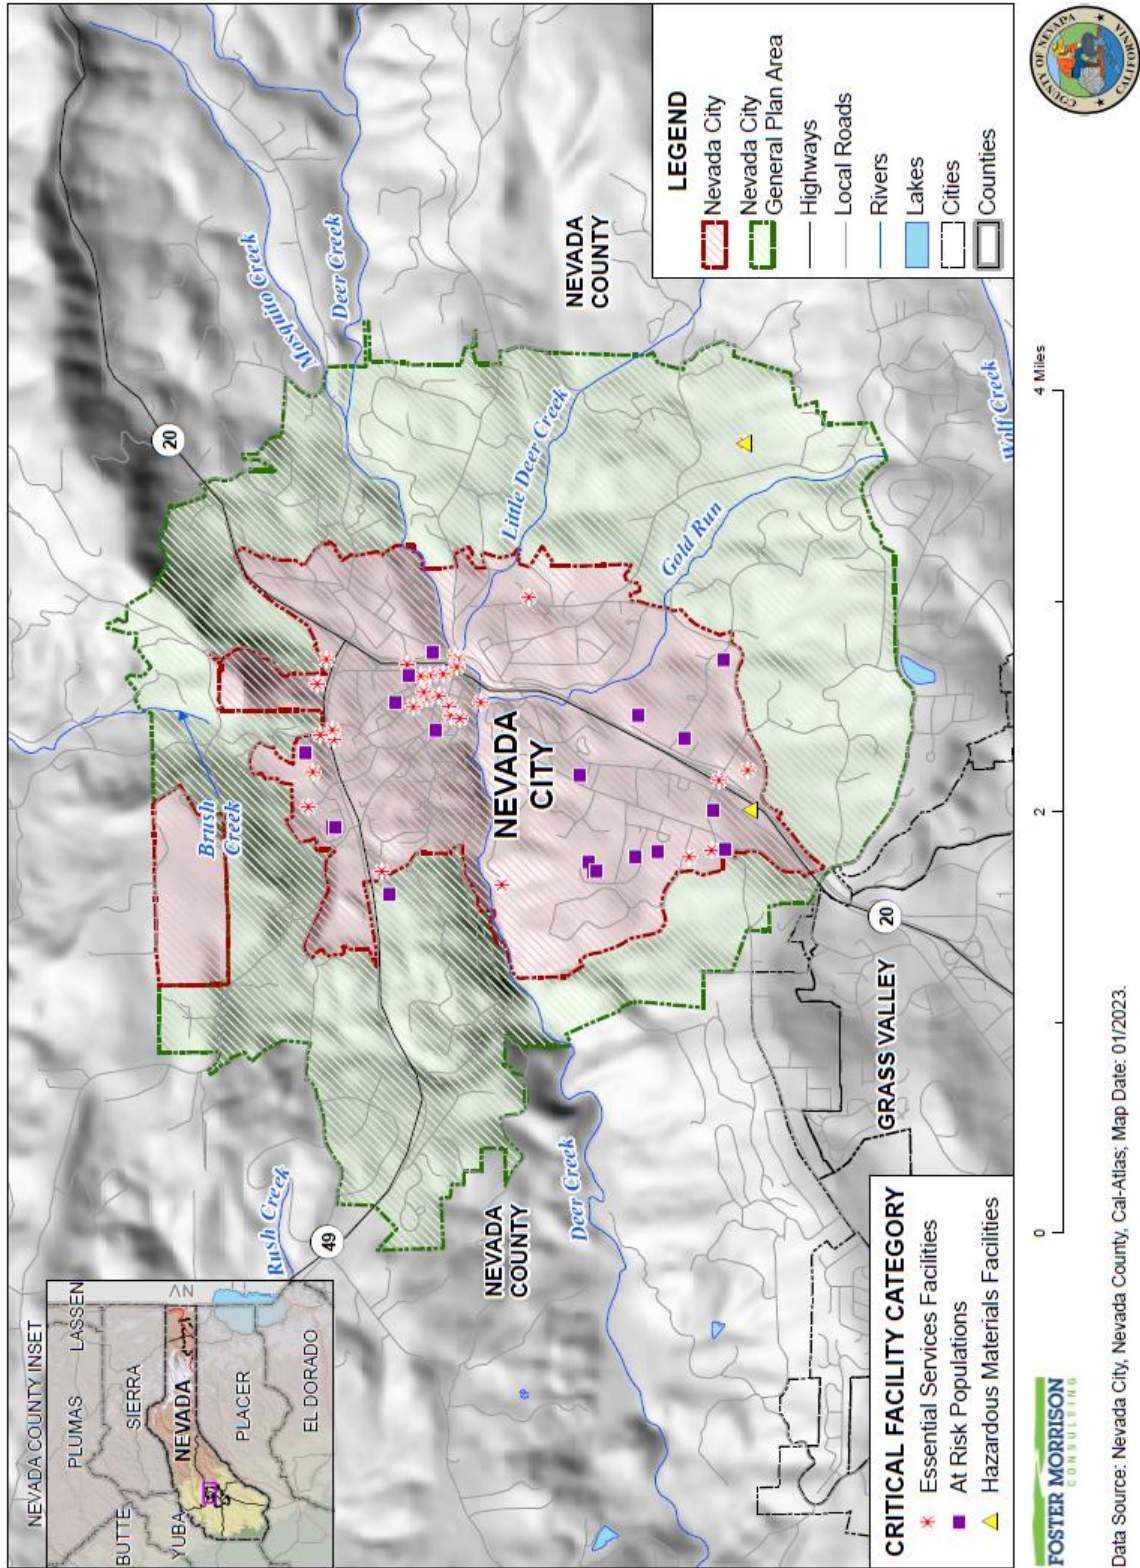 NEVADA COUNTY INSET
PLUMAS
LASSEN
BUTTE
SIERRA
YUBA
NEVADA
PLACER
EL DORADO
NV
Rush Creek
49
Brush
Creek
20
Mosquito Creek
Deer Creek
NEVADA
COUNTY
Little Deer Creek
NEVADA
CITY
Gold Run
NEVADA
COUNTY
Deer Creek
GRASS VALLEY
20
Wolf Creek
LEGEND
Nevada City
Nevada City
General Plan Area
Highways
Local Roads
Rivers
Lakes
Cities
Counties
CRITICAL FACILITY CATEGORY
Essential Services Facilities
At Risk Populations
Hazardous Materials Facilities
0
2
4 Miles
FOSTER MORRISON
CONSULTING
COUNTY OF NEVADA
CALIFORNIA
Data Source: Nevada City, Nevada County, Cal-Atlas; Map Date: 01/2023.